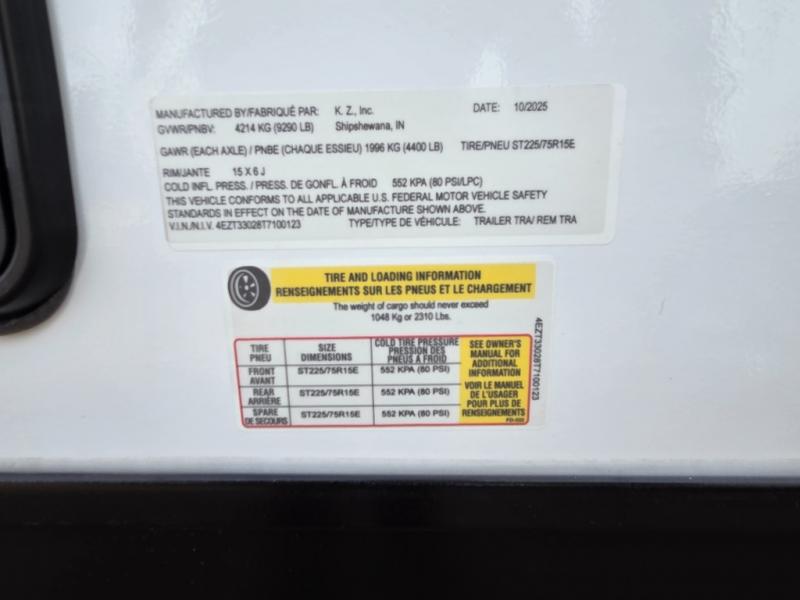 MANUFACTURED BY/FABRIQUÉ PAR: K. Z., Inc. DATE: 10/2025
GVWR/PNBV: 4214 KG (9290 LB) Shipshewana, IN
GAWR (EACH AXLE) / PNBE (CHAQUE ESSIEU) 1996 KG (4400 LB) TIRE/PNEU ST225/75R15E
RIM/JANTE 15 X 6 J
COLD INFL. PRESS. / PRESS. DE GONFL. À FROID 552 KPA (80 PSI/LPC)
THIS VEHICLE CONFORMS TO ALL APPLICABLE U.S. FEDERAL MOTOR VEHICLE SAFETY
STANDARDS IN EFFECT ON THE DATE OF MANUFACTURE SHOWN ABOVE.
V.I.N./N.I.V. 4EZT33028T7100123 TYPE/TYPE DE VÉHICULE: TRAILER TRA/ REM TRA
TIRE AND LOADING INFORMATION
RENSEIGNEMENTS SUR LES PNEUS ET LE CHARGEMENT
The weight of cargo should never exceed
1048 Kg or 2310 Lbs.
TIRE
PNEU
SIZE
DIMENSIONS
COLD TIRE PRESSURE
PRESSION DES
PNEUS A FROID
FRONT
AVANT
ST225/75R15E
552 KPA (80 PSI)
REAR
ARRIÈRE
ST225/75R15E
552 KPA (80 PSI)
SPARE
DE SECOURS
ST225/75R15E
552 KPA (80 PSI)
SEE OWNER'S
MANUAL FOR
ADDITIONAL
INFORMATION
VOIR LE MANUEL
DE L'USAGER
POUR PLUS DE
RENSEIGNEMENTS
4EZT33028T7100123